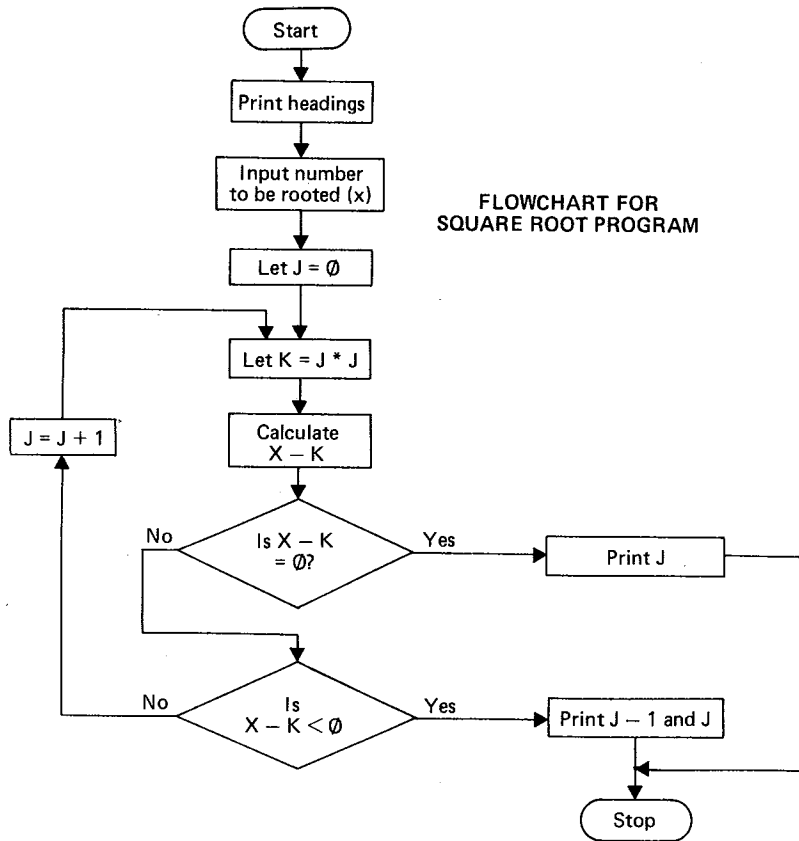 Start
Print headings
Input number
to be rooted (x)
FLOWCHART FOR
SQUARE ROOT PROGRAM
Let J = Ø
Let K = J * J
J = J + 1
Calculate
X – K
No
Is X – K
= Ø?
Yes
Print J
No
Is
X – K < Ø
Yes
Print J – 1 and J
Stop